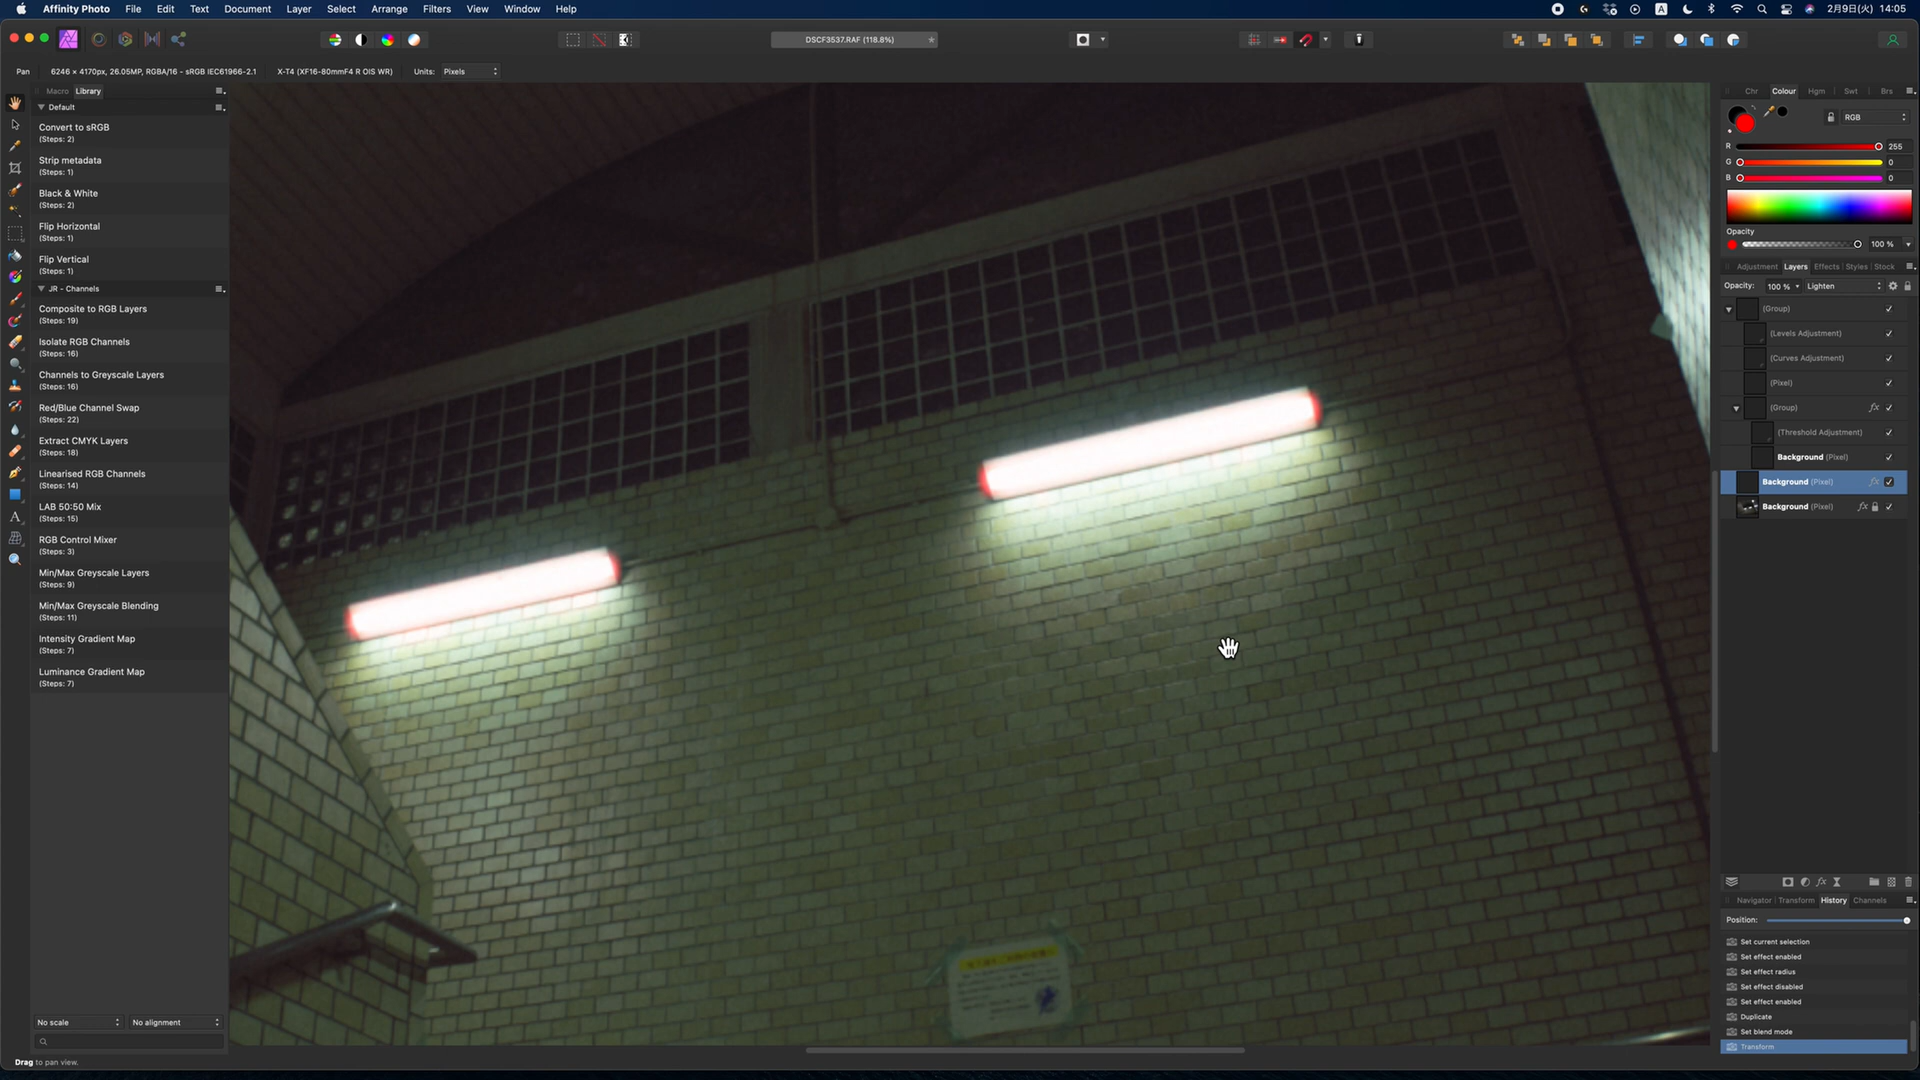 Affinity Photo File Edit Text Document Layer Select Arrange Filters View Window Help
A 2月9日(火) 14:05
DSCF3537.RAF (118.8%)
Pan 6246 × 4170px, 26.05MP, RGBA/16 - sRGB IEC61966-2.1 X-T4 (XF16-80mmF4 R OIS WR) Units: Pixels
Macro Library
Default
Convert to sRGB
(Steps: 2)
Strip metadata
(Steps: 1)
Black & White
(Steps: 2)
Flip Horizontal
(Steps: 1)
Flip Vertical
(Steps: 1)
JR - Channels
Composite to RGB Layers
(Steps: 19)
Isolate RGB Channels
(Steps: 16)
Channels to Greyscale Layers
(Steps: 16)
Red/Blue Channel Swap
(Steps: 22)
Extract CMYK Layers
(Steps: 18)
Linearised RGB Channels
(Steps: 14)
LAB 50:50 Mix
(Steps: 15)
RGB Control Mixer
(Steps: 3)
Min/Max Greyscale Layers
(Steps: 9)
Min/Max Greyscale Blending
(Steps: 11)
Intensity Gradient Map
(Steps: 7)
Luminance Gradient Map
(Steps: 7)
No scale No alignment
Drag to pan view.
Chr Colour Hgm Swt Brs
RGB
R 255
G 0
B 0
Opacity
100 %
Adjustment Layers Effects Styles Stock
Opacity: 100 % Lighten
(Group)
(Levels Adjustment)
(Curves Adjustment)
(Pixel)
(Group) fx
(Threshold Adjustment)
Background (Pixel)
Background (Pixel) fx
Background (Pixel) fx
fx
Navigator Transform History Channels
Position:
Set current selection
Set effect enabled
Set effect radius
Set effect disabled
Set effect enabled
Duplicate
Set blend mode
Transform